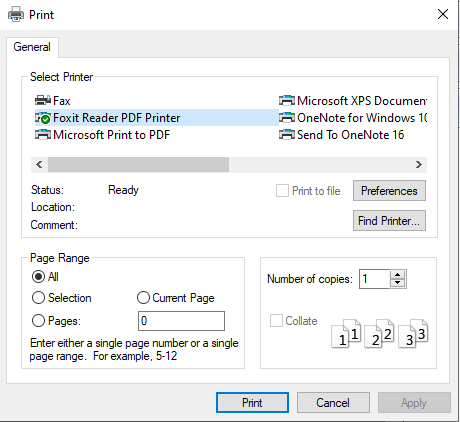 Print
General
Select Printer
Fax
Microsoft XPS Documen
Foxit Reader PDF Printer
OneNote for Windows 10
Microsoft Print to PDF
Send To OneNote 16
Status: Ready
Print to file
Preferences
Location:
Comment:
Find Printer...
Page Range
All
Number of copies: 1
Selection
Current Page
Pages: 0
Collate
1 1 2 2 3 3
Enter either a single page number or a single
page range. For example, 5-12
Print
Cancel
Apply